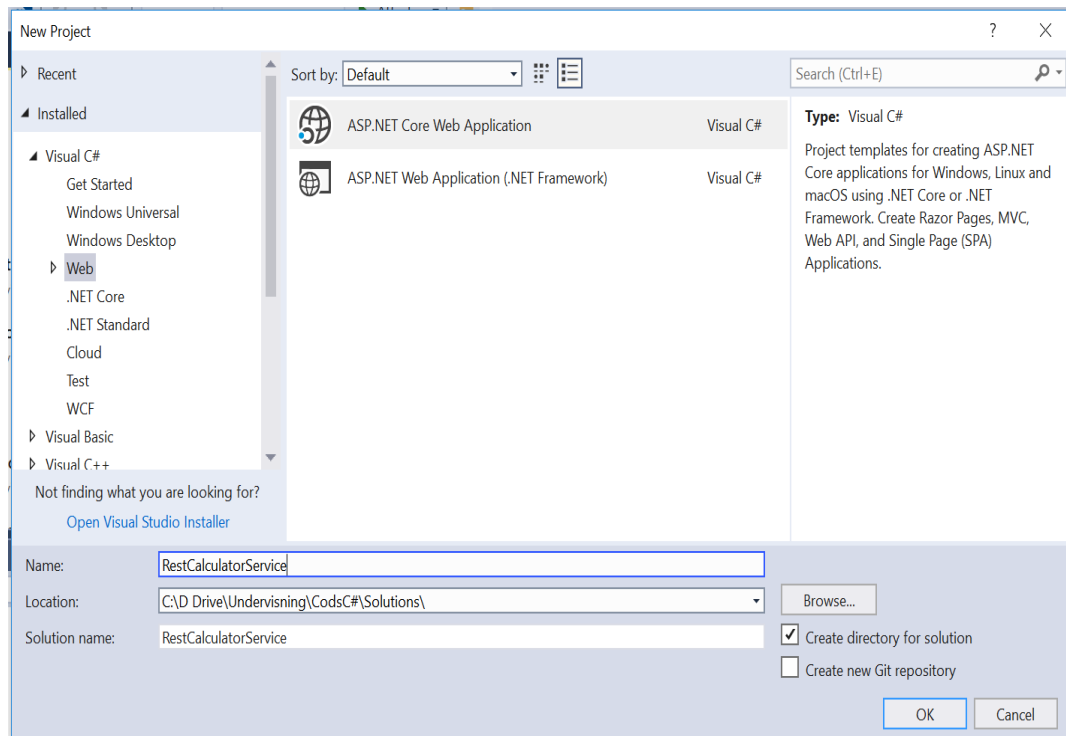 New Project
?
Recent
Installed
Visual C#
Get Started
Windows Universal
Windows Desktop
Web
.NET Core
.NET Standard
Cloud
Test
WCF
Visual Basic
Visual C++
Not finding what you are looking for?
Open Visual Studio Installer
Sort by: Default
ASP.NET Core Web Application Visual C#
ASP.NET Web Application (.NET Framework) Visual C#
Search (Ctrl+E)
Type: Visual C#
Project templates for creating ASP.NET
Core applications for Windows, Linux and
macOS using .NET Core or .NET
Framework. Create Razor Pages, MVC,
Web API, and Single Page (SPA)
Applications.
Name: RestCalculatorService
Location: C:\D Drive\Undervisning\CodsC#\Solutions\ Browse...
Solution name: RestCalculatorService
Create directory for solution
Create new Git repository
OK Cancel